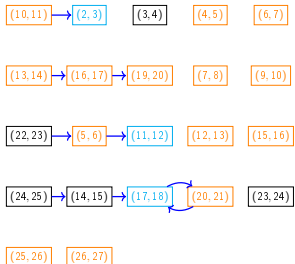 (10,11) (2,3) (3,4) (4,5) (6,7)
(13,14) (16,17) (19,20) (7,8) (9,10)
(22,23) (5,6) (11,12) (12,13) (15,16)
(24,25) (14,15) (17,18) (20,21) (23,24)
(25,26) (26,27)